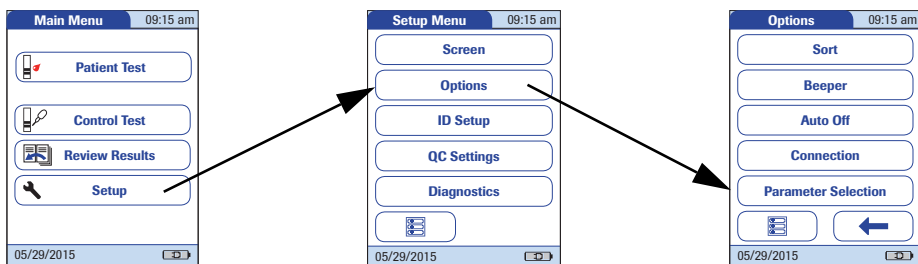 Main Menu 09:15 am
Patient Test
Control Test
Review Results
Setup
05/29/2015
Setup Menu 09:15 am
Screen
Options
ID Setup
QC Settings
Diagnostics
05/29/2015
Options 09:15 am
Sort
Beeper
Auto Off
Connection
Parameter Selection
05/29/2015